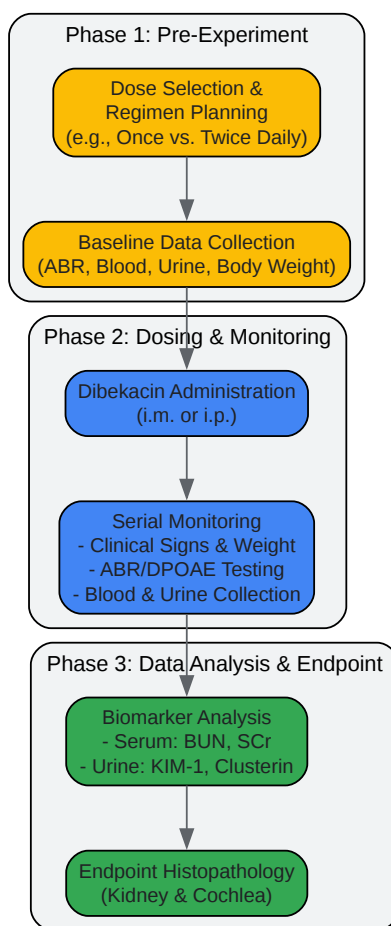 Phase 1: Pre-Experiment
Dose Selection &
Regimen Planning
(e.g., Once vs. Twice Daily)
Baseline Data Collection
(ABR, Blood, Urine, Body Weight)
Phase 2: Dosing & Monitoring
Dibekacin Administration
(i.m. or i.p.)
Serial Monitoring
- Clinical Signs & Weight
- ABR/DPOAE Testing
- Blood & Urine Collection
Phase 3: Data Analysis & Endpoint
Biomarker Analysis
- Serum: BUN, SCr
- Urine: KIM-1, Clusterin
Endpoint Histopathology
(Kidney & Cochlea)